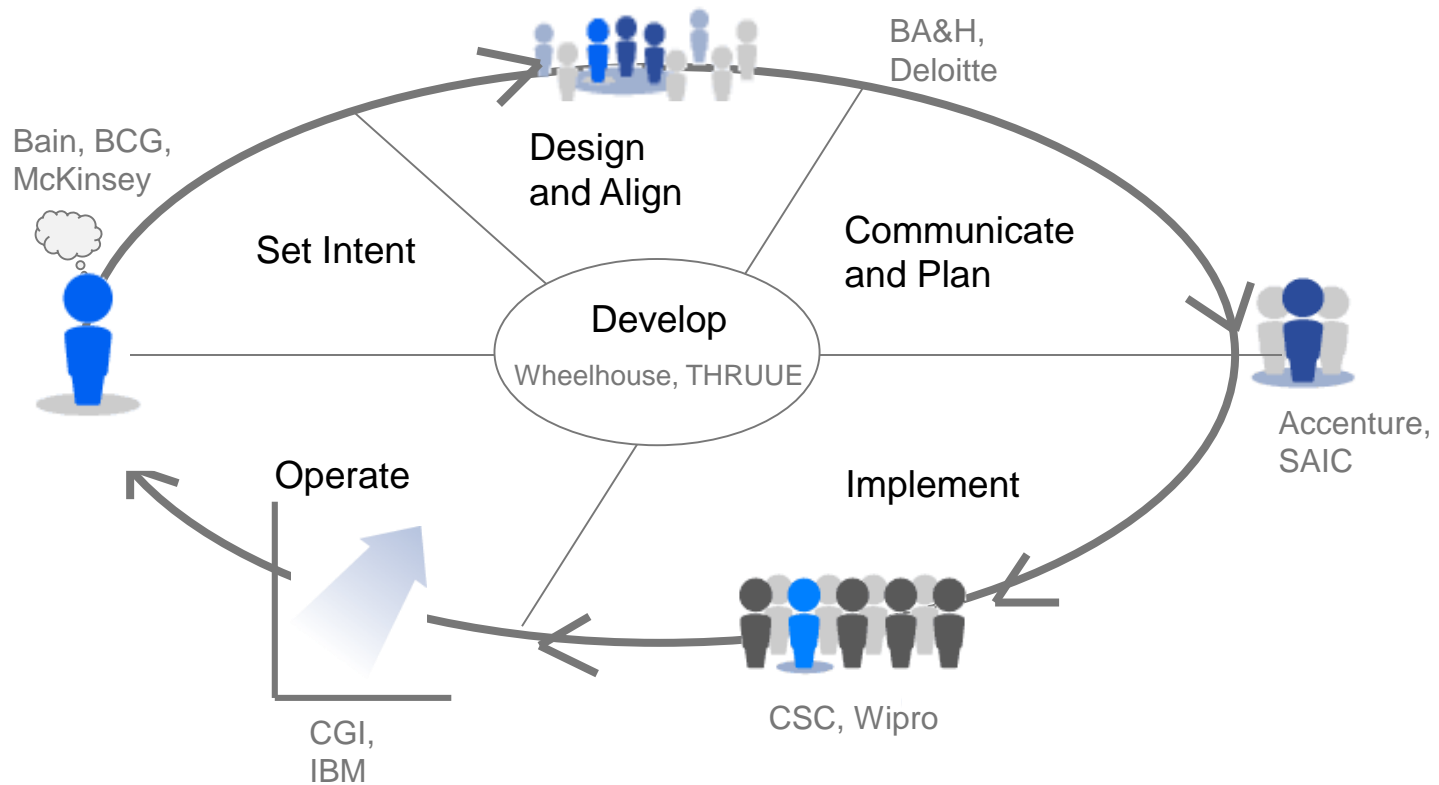 BA&H,
Deloitte
Bain, BCG,
McKinsey
Design
and Align
Set Intent
Communicate
and Plan
Develop
Wheelhouse, THRUUE
Accenture,
SAIC
Operate
Implement
CSC, Wipro
CGI,
IBM